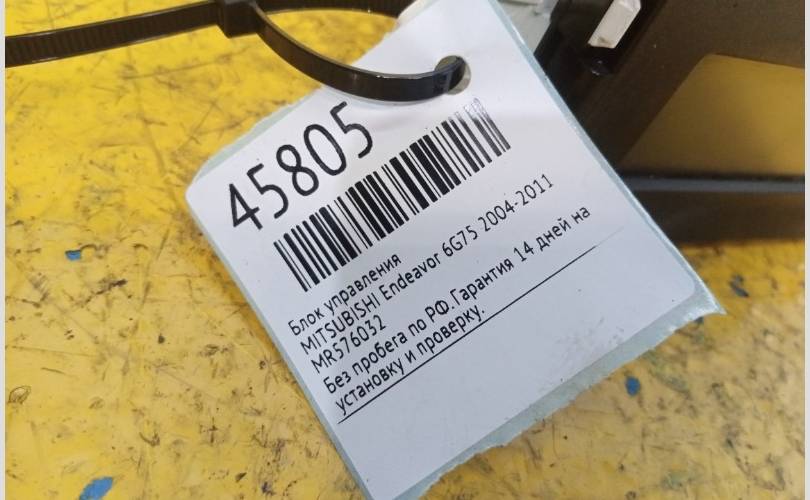 45805
Блок управления
MITSUBISHI Endeavor 6G75 2004-2011
MR576032
Без пробега по РФ. Гарантия 14 дней на
установку и проверку.